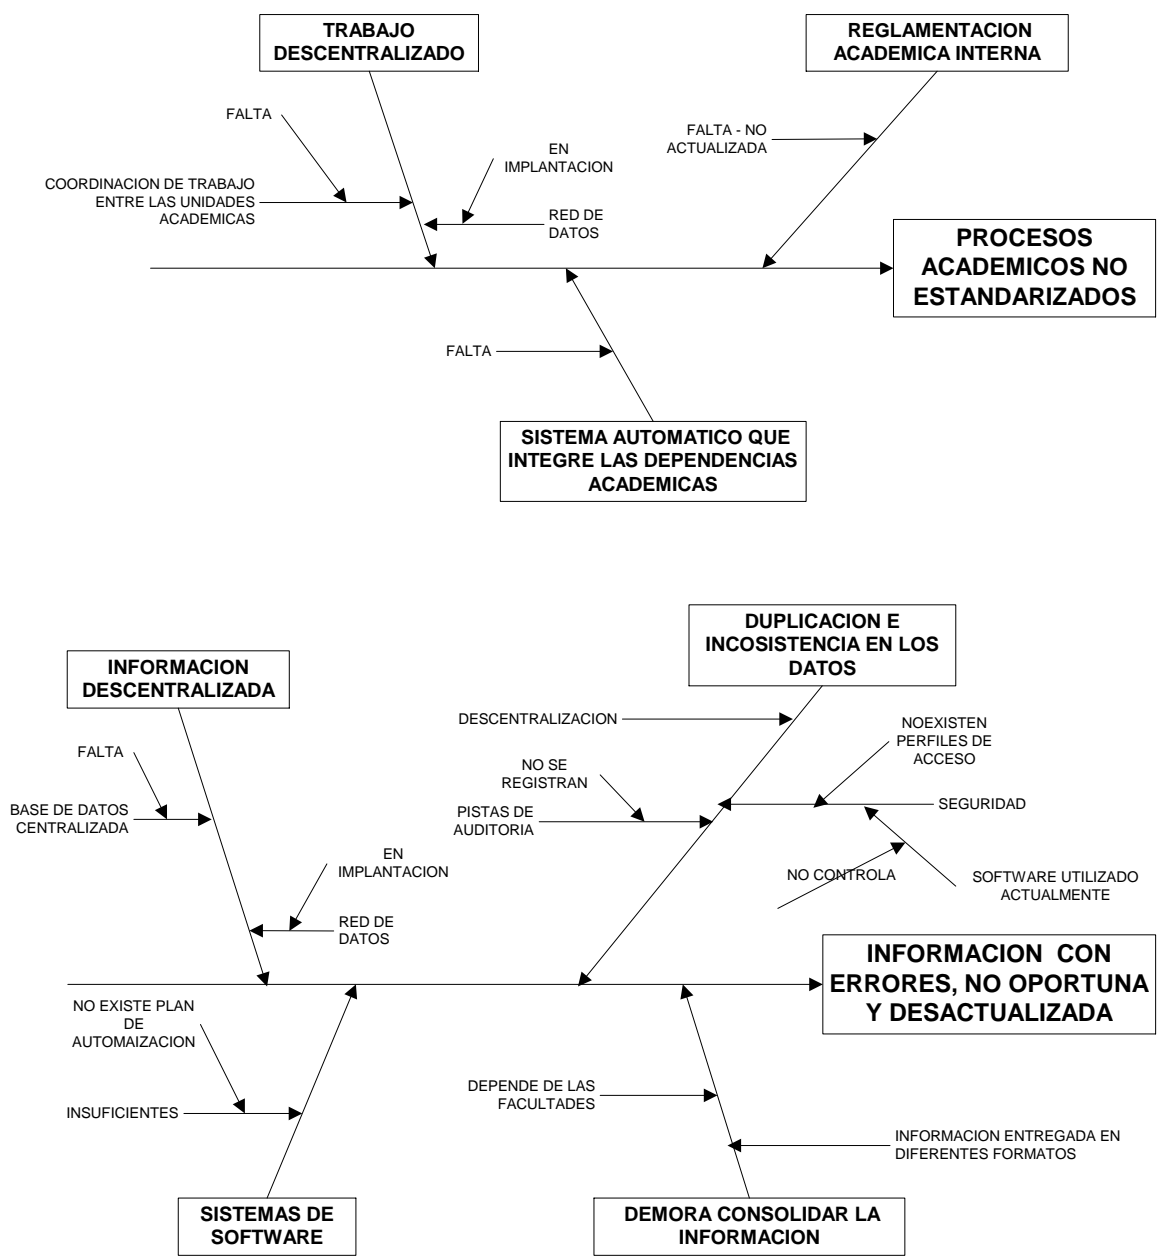 TRABAJO
DESCENTRALIZADO
REGLAMENTACION
ACADEMICA INTERNA
FALTA
EN
IMPLANTACION
FALTA - NO
ACTUALIZADA
COORDINACION DE TRABAJO
ENTRE LAS UNIDADES
ACADEMICAS
RED DE
DATOS
PROCESOS
ACADEMICOS NO
ESTANDARIZADOS
FALTA
SISTEMA AUTOMATICO QUE
INTEGRE LAS DEPENDENCIAS
ACADEMICAS
DUPLICACION E
INCOSISTENCIA EN LOS
DATOS
INFORMACION
DESCENTRALIZADA
DESCENTRALIZACION
NOEXISTEN
PERFILES DE
ACCESO
FALTA
NO SE
REGISTRAN
BASE DE DATOS
CENTRALIZADA
PISTAS DE
AUDITORIA
SEGURIDAD
EN
IMPLANTACION
NO CONTROLA
SOFTWARE UTILIZADO
ACTUALMENTE
RED DE
DATOS
INFORMACION CON
ERRORES, NO OPORTUNA
Y DESACTUALIZADA
NO EXISTE PLAN
DE
AUTOMAIZACION
DEPENDE DE LAS
FACULTADES
INSUFICIENTES
INFORMACION ENTREGADA EN
DIFERENTES FORMATOS
SISTEMAS DE
SOFTWARE
DEMORA CONSOLIDAR LA
INFORMACION